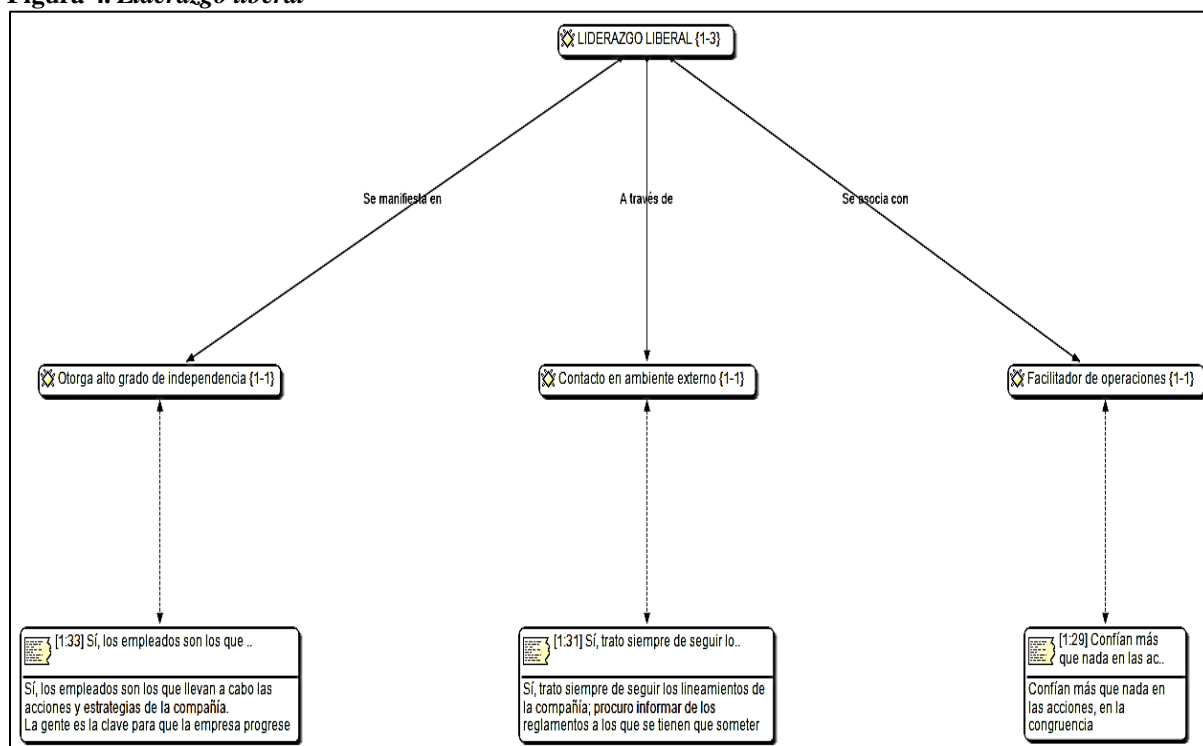 Figura 4. Liderazgo liberal
LIDERAZGO LIBERAL {1-3}
Se manifiesta en
A través de
Se asocia con
Otorga alto grado de independencia {1-1}
Contacto en ambiente externo {1-1}
Facilitador de operaciones {1-1}
[1:33] Sí, los empleados son los que ..
Sí, los empleados son los que llevan a cabo las
acciones y estrategias de la compañía.
La gente es la clave para que la empresa progrese
[1:31] Sí, trato siempre de seguir lo..
Sí, trato siempre de seguir los lineamientos de
la compañía; procuro informar de los
reglamentos a los que se tienen que someter
[1:29] Confían más
que nada en las ac..
Confían más que nada en
las acciones, en la
congruencia